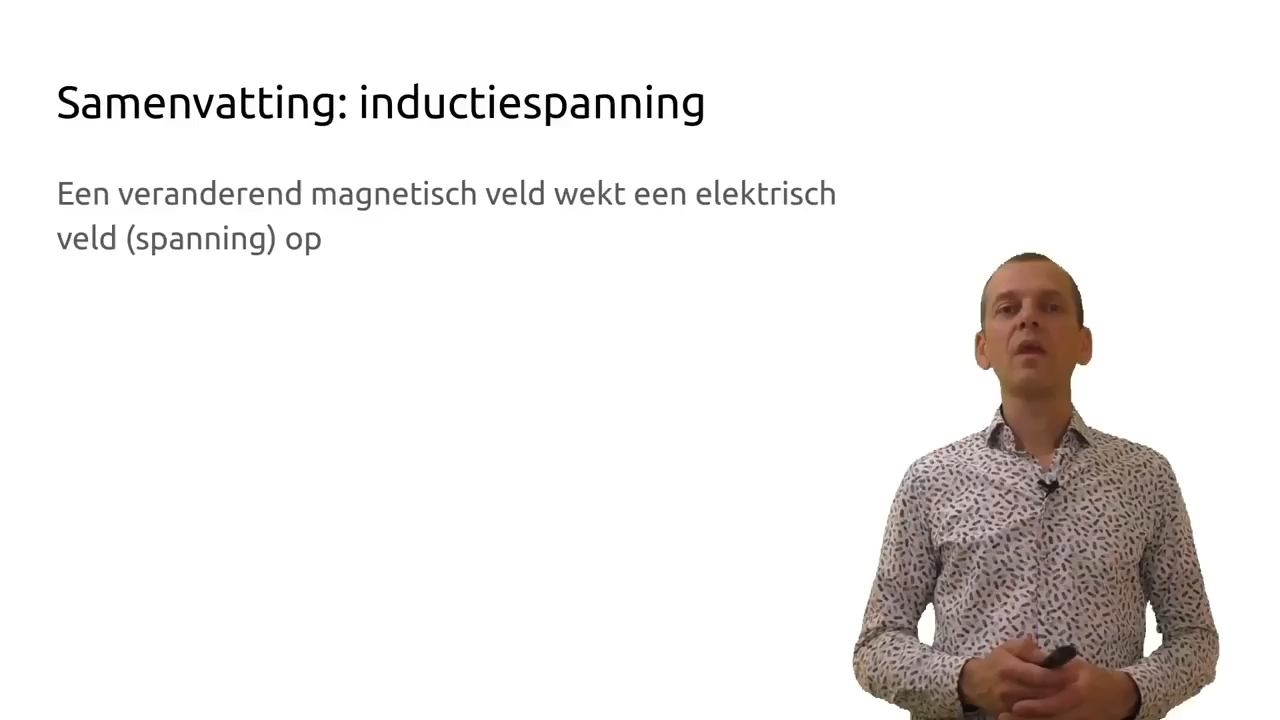 Samenvatting: inductiespanning
Een veranderend magnetisch veld wekt een elektrisch
veld (spanning) op